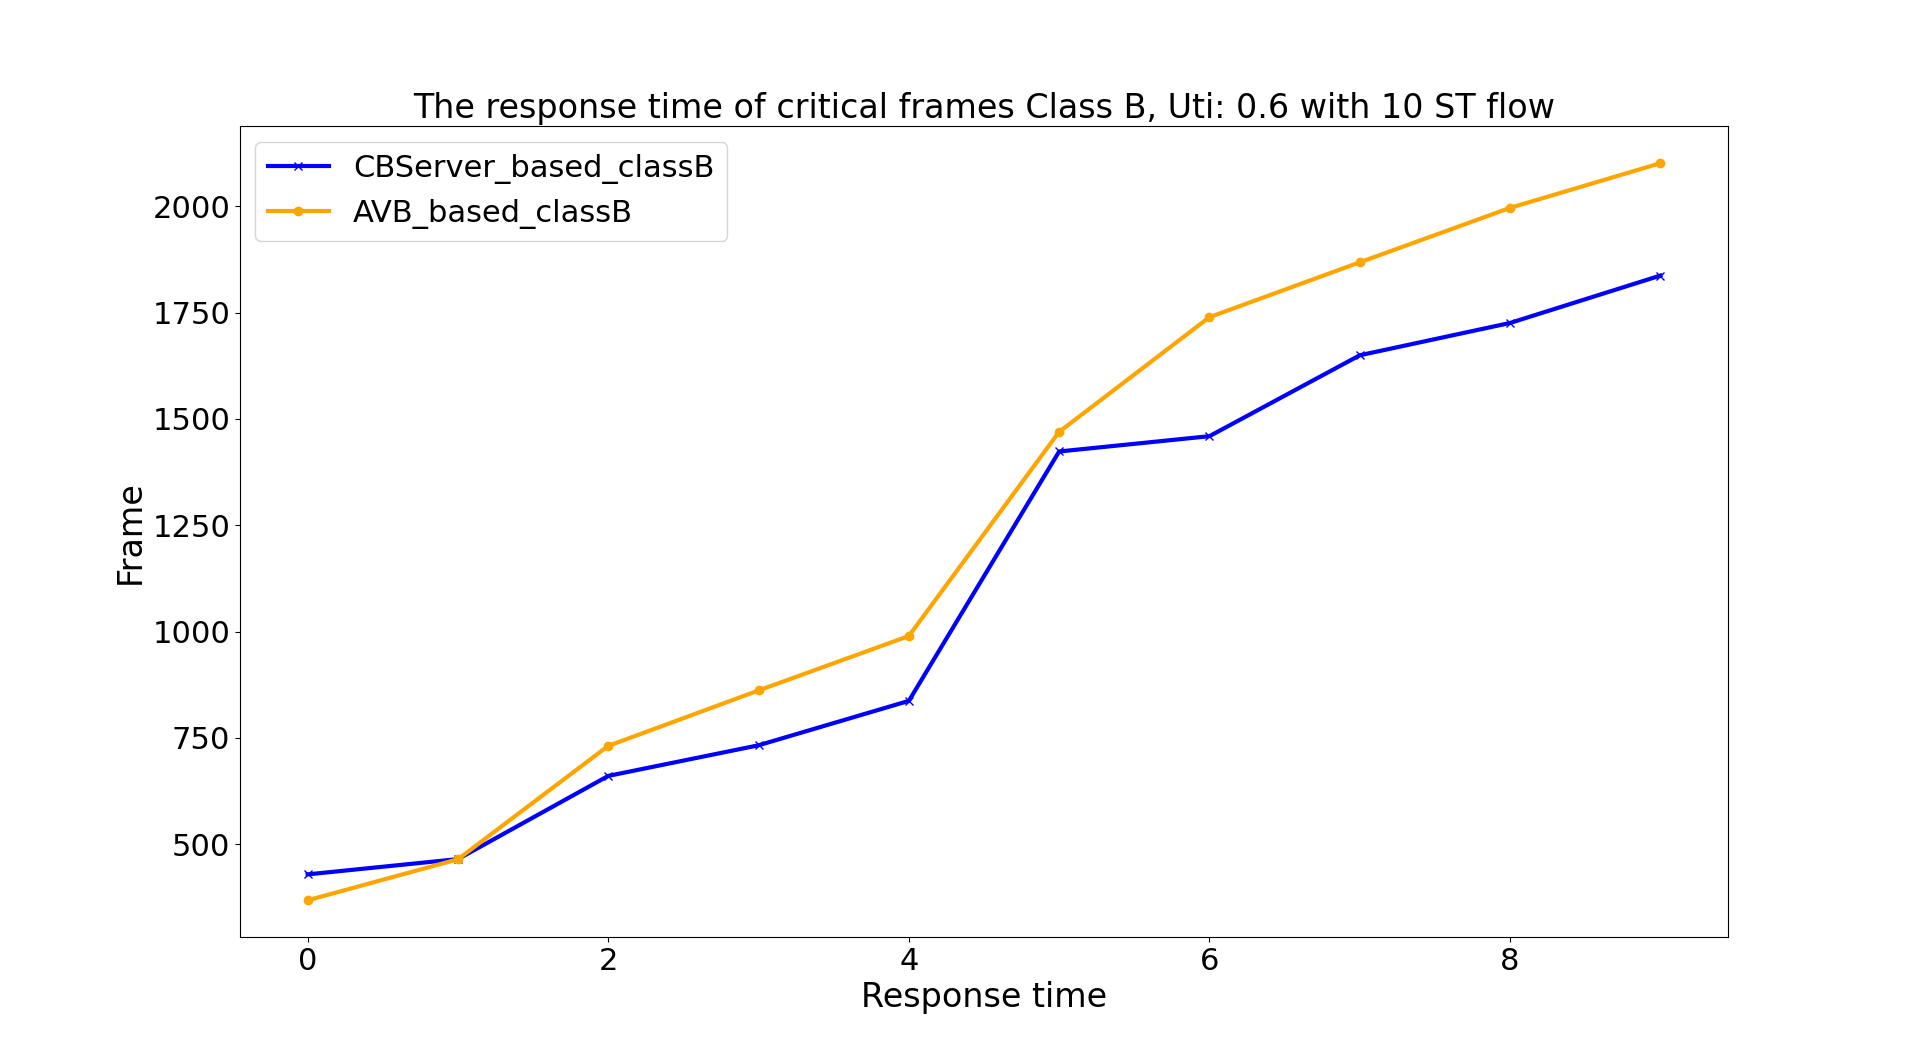 The response time of critical frames Class B, Uti: 0.6 with 10 ST flow
CBServer_based_classB
AVB_based_classB
2000
1750
1500
1250
1000
750
500
Frame
0 2 4 6 8
Response time